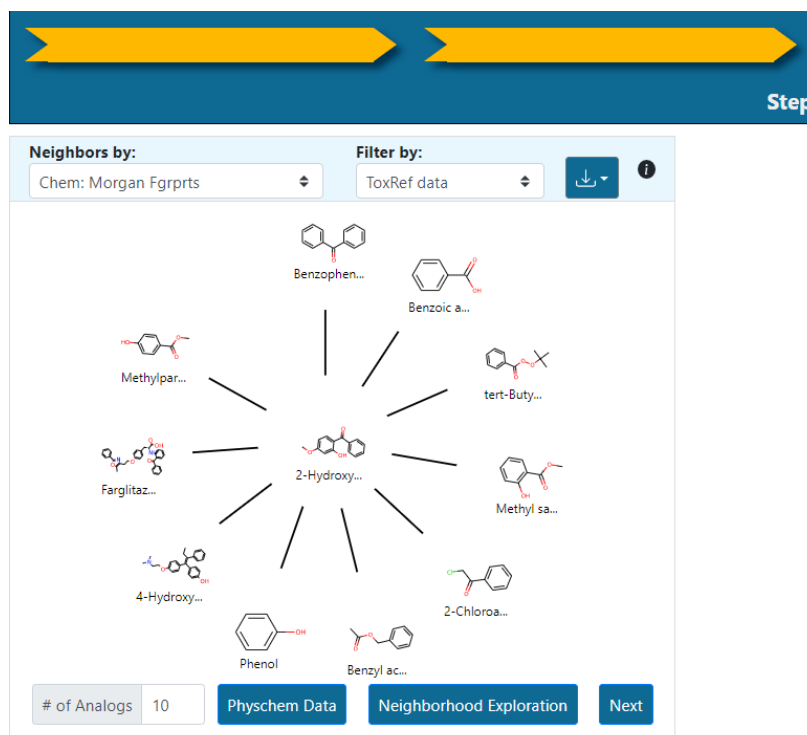 Step
Neighbors by:
Filter by:
Chem: Morgan Fgrprts
ToxRef data
i
Benzophen...
Benzoic a...
Methylpar...
tert-Buty...
Farglitaz...
2-Hydroxy...
Methyl sa...
4-Hydroxy...
2-Chloroa...
Phenol
Benzyl ac...
# of Analogs 10 Physchem Data Neighborhood Exploration Next